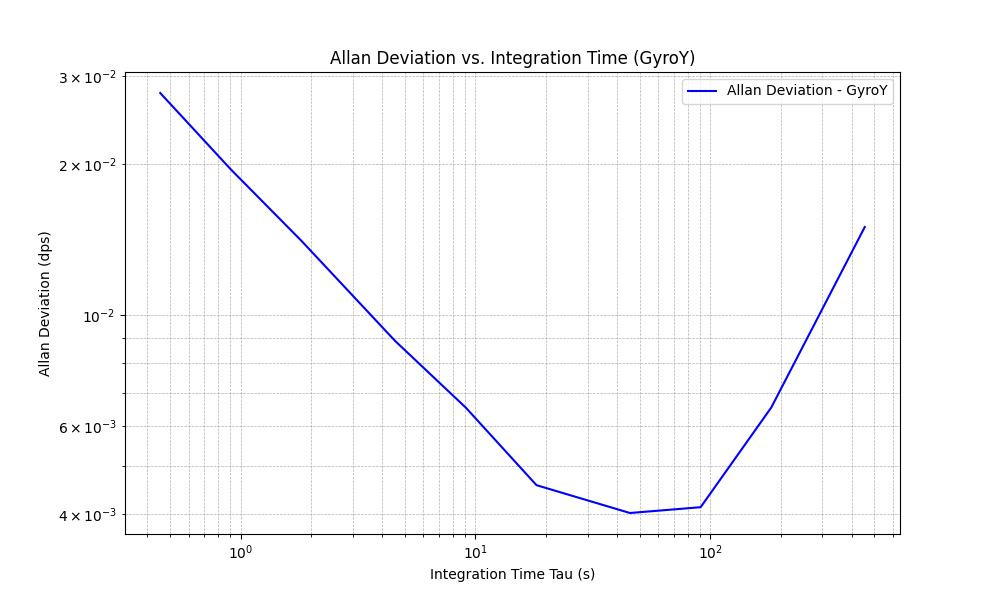 Allan Deviation vs. Integration Time (GyroY)
Allan Deviation - GyroY
Allan Deviation (dps)
3 × 10⁻²
2 × 10⁻²
10⁻²
6 × 10⁻³
4 × 10⁻³
10⁰ 10¹ 10²
Integration Time Tau (s)